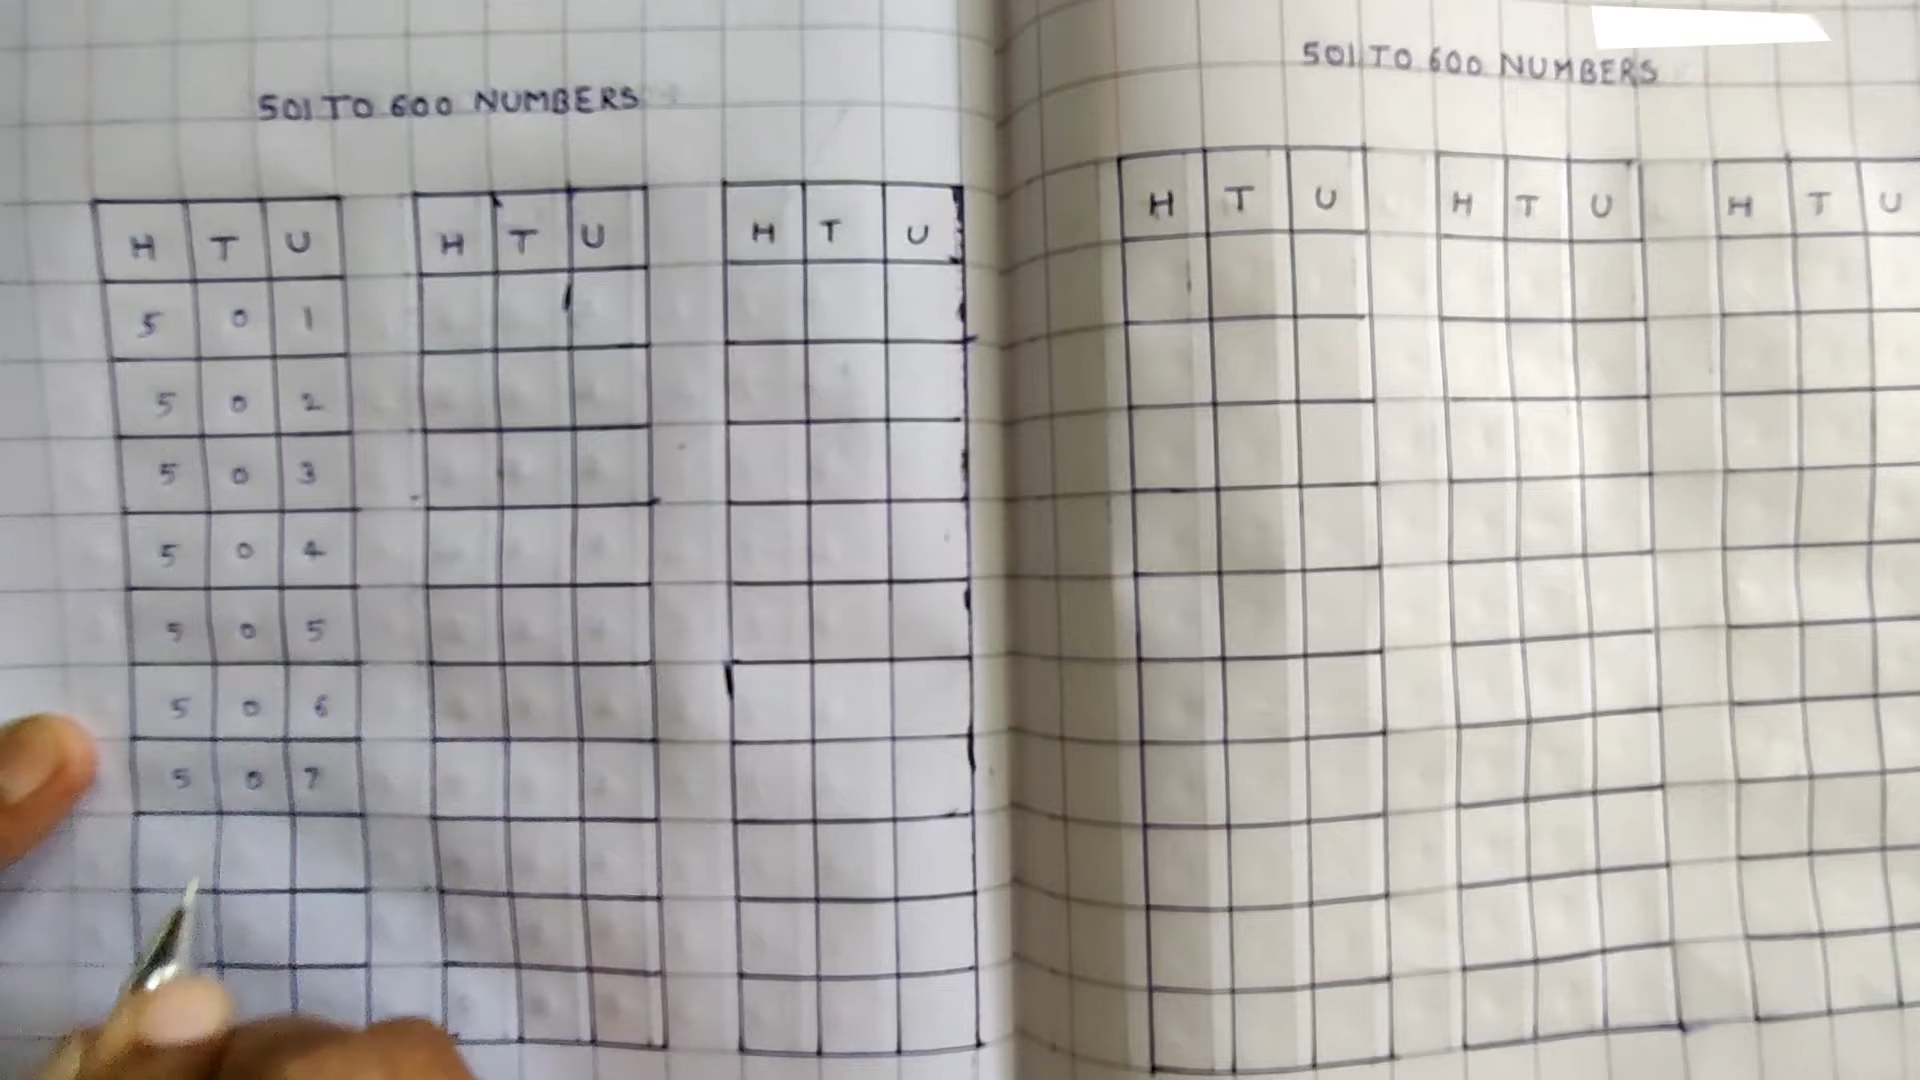 501 TO 600 NUMBERS
H T U
5 0 1
5 0 2
5 0 3
5 0 4
5 0 5
5 0 6
5 0 7
H T U
H T U
501 TO 600 NUMBERS
H T U
H T U
H T U